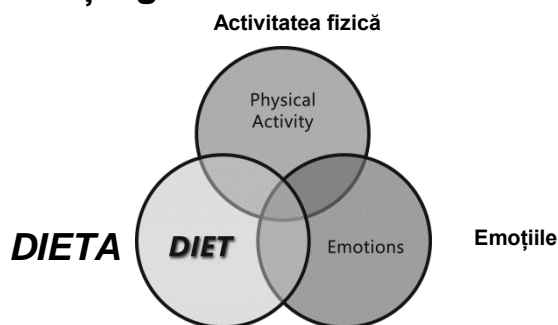 Activitatea fizică
Physical
Activity
DIETA
DIET
Emotions
Emoțiile